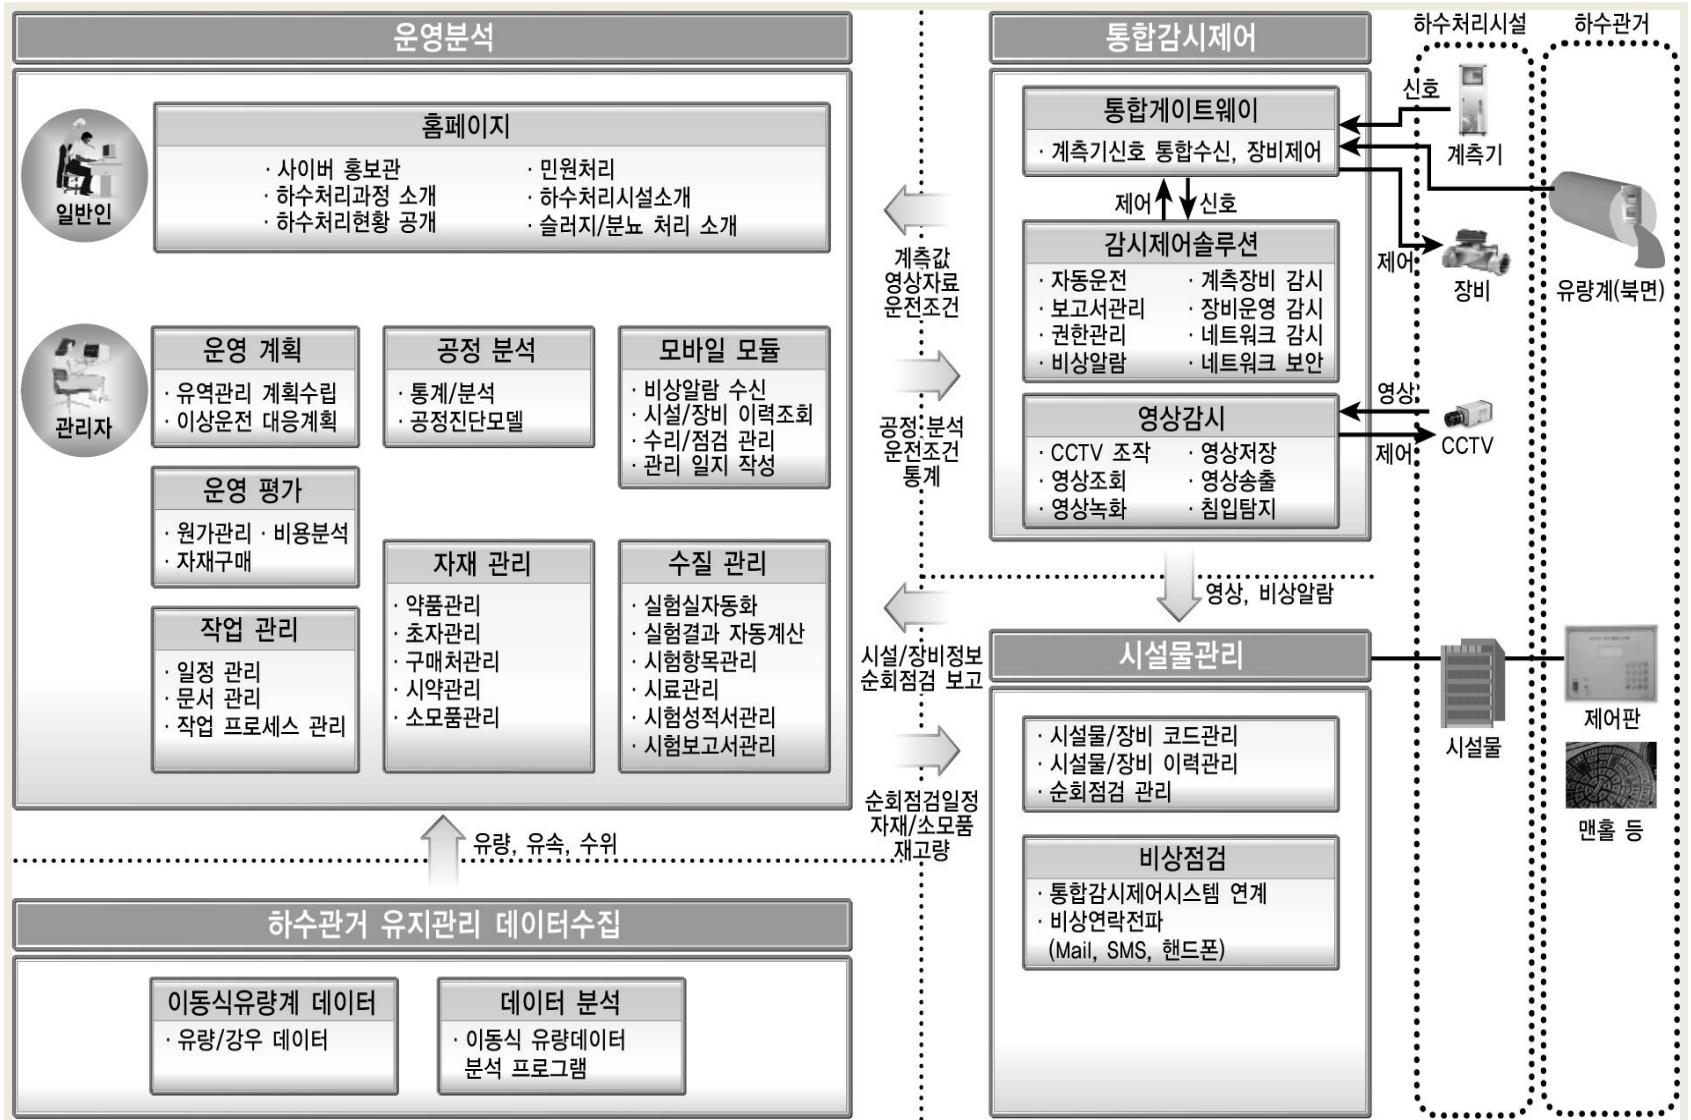 운영분석
일반인
홈페이지
· 사이버 홍보관
· 하수처리과정 소개
· 하수처리현황 공개
· 민원처리
· 하수처리시설소개
· 슬러지/분뇨 처리 소개
관리자
운영 계획
· 유역관리 계획수립
· 이상운전 대응계획
공정 분석
· 통계/분석
· 공정진단모델
모바일 모듈
· 비상알람 수신
· 시설/장비 이력조회
· 수리/점검 관리
· 관리 일지 작성
운영 평가
· 원가관리 · 비용분석
· 자재구매
작업 관리
· 일정 관리
· 문서 관리
· 작업 프로세스 관리
자재 관리
· 약품관리
· 초자관리
· 구매처관리
· 시약관리
· 소모품관리
수질 관리
· 실험실자동화
· 실험결과 자동계산
· 시험항목관리
· 시료관리
· 시험성적서관리
· 시험보고서관리
유량, 유속, 수위
하수관거 유지관리 데이터수집
이동식유량계 데이터
· 유량/강우 데이터
데이터 분석
· 이동식 유량데이터
분석 프로그램
계측값
영상자료
운전조건
공정 분석
운전조건
통계
시설/장비정보
순회점검 보고
순회점검일정
자재/소모품
재고량
통합감시제어
통합게이트웨이
· 계측기신호 통합수신, 장비제어
제어
신호
감시제어솔루션
· 자동운전
· 보고서관리
· 권한관리
· 비상알람
· 계측장비 감시
· 장비운영 감시
· 네트워크 감시
· 네트워크 보안
영상감시
· CCTV 조작
· 영상조회
· 영상녹화
· 영상저장
· 영상송출
· 침입탐지
영상, 비상알람
시설물관리
· 시설물/장비 코드관리
· 시설물/장비 이력관리
· 순회점검 관리
비상점검
· 통합감시제어시스템 연계
· 비상연락전파
(Mail, SMS, 핸드폰)
하수처리시설
신호
계측기
제어
장비
영상
제어
CCTV
시설물
하수관거
유량계(북면)
제어판
맨홀 등